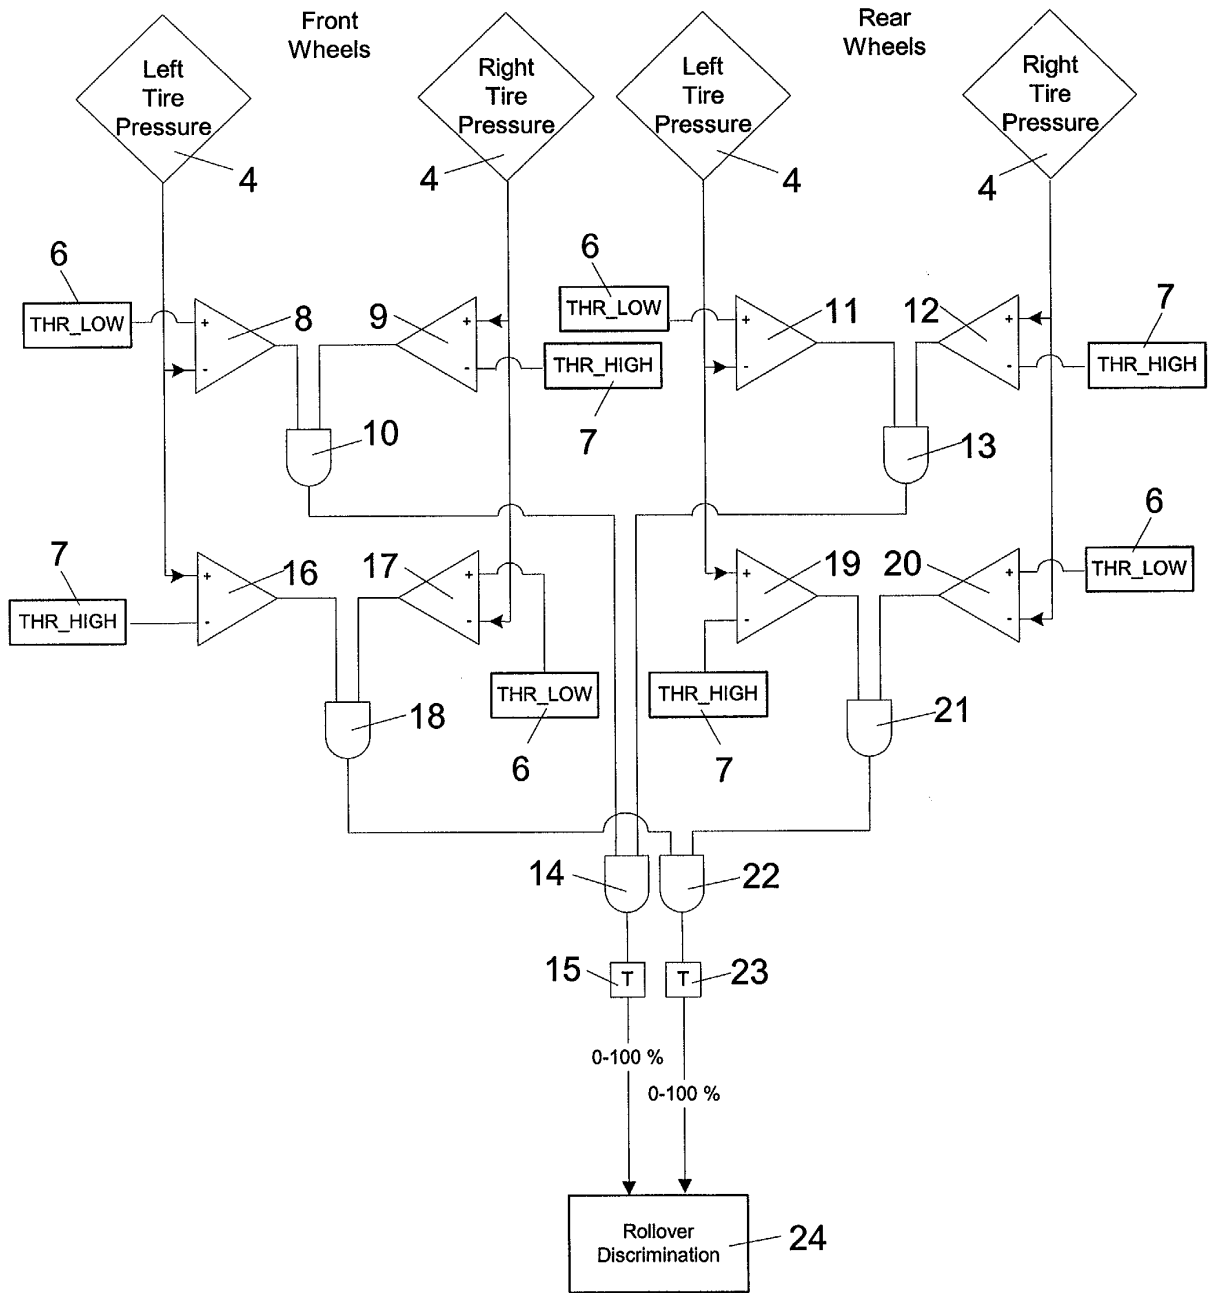 Front
Wheels
Rear
Wheels
Left
Tire
Pressure
Right
Tire
Pressure
Left
Tire
Pressure
Right
Tire
Pressure
4
4
4
4
6
6
7
THR_LOW
+
-
8
9
+
-
THR_HIGH
7
THR_LOW
+
-
11
12
+
-
THR_HIGH
10
13
7
6
THR_HIGH
+
-
16
17
+
-
THR_LOW
6
+
-
19
20
+
-
THR_LOW
THR_HIGH
7
18
21
14
22
15
T
T
23
0-100 %
0-100 %
Rollover
Discrimination
24